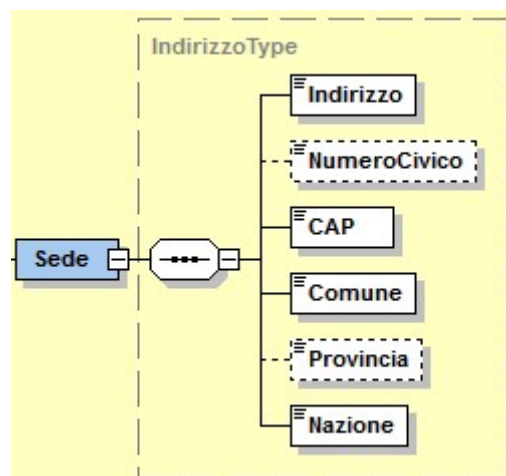 IndirizzoType
Indirizzo
NumeroCivico
CAP
Sede
Comune
Provincia
Nazione